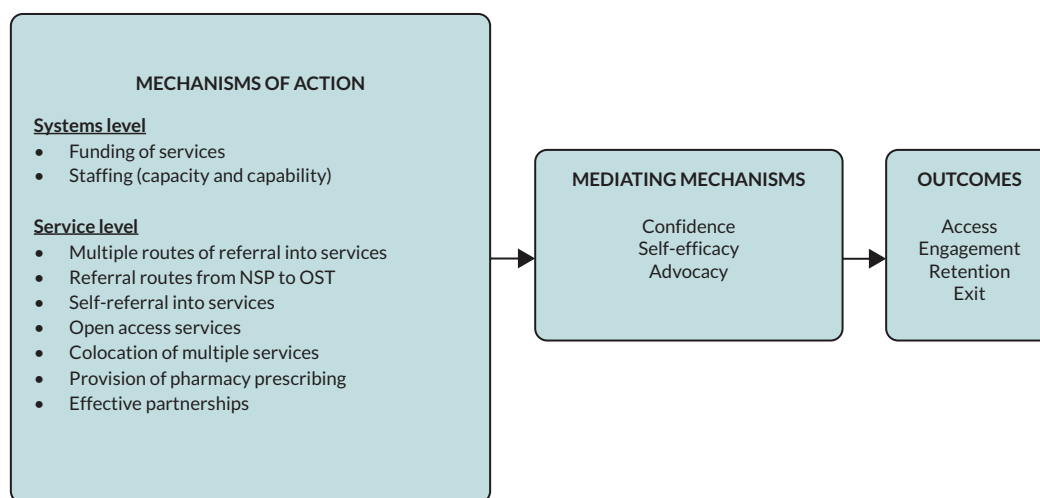 MECHANISMS OF ACTION
Systems level
• Funding of services
• Staffing (capacity and capability)
Service level
• Multiple routes of referral into services
• Referral routes from NSP to OST
• Self-referral into services
• Open access services
• Colocation of multiple services
• Provision of pharmacy prescribing
• Effective partnerships
MEDIATING MECHANISMS
Confidence
Self-efficacy
Advocacy
OUTCOMES
Access
Engagement
Retention
Exit